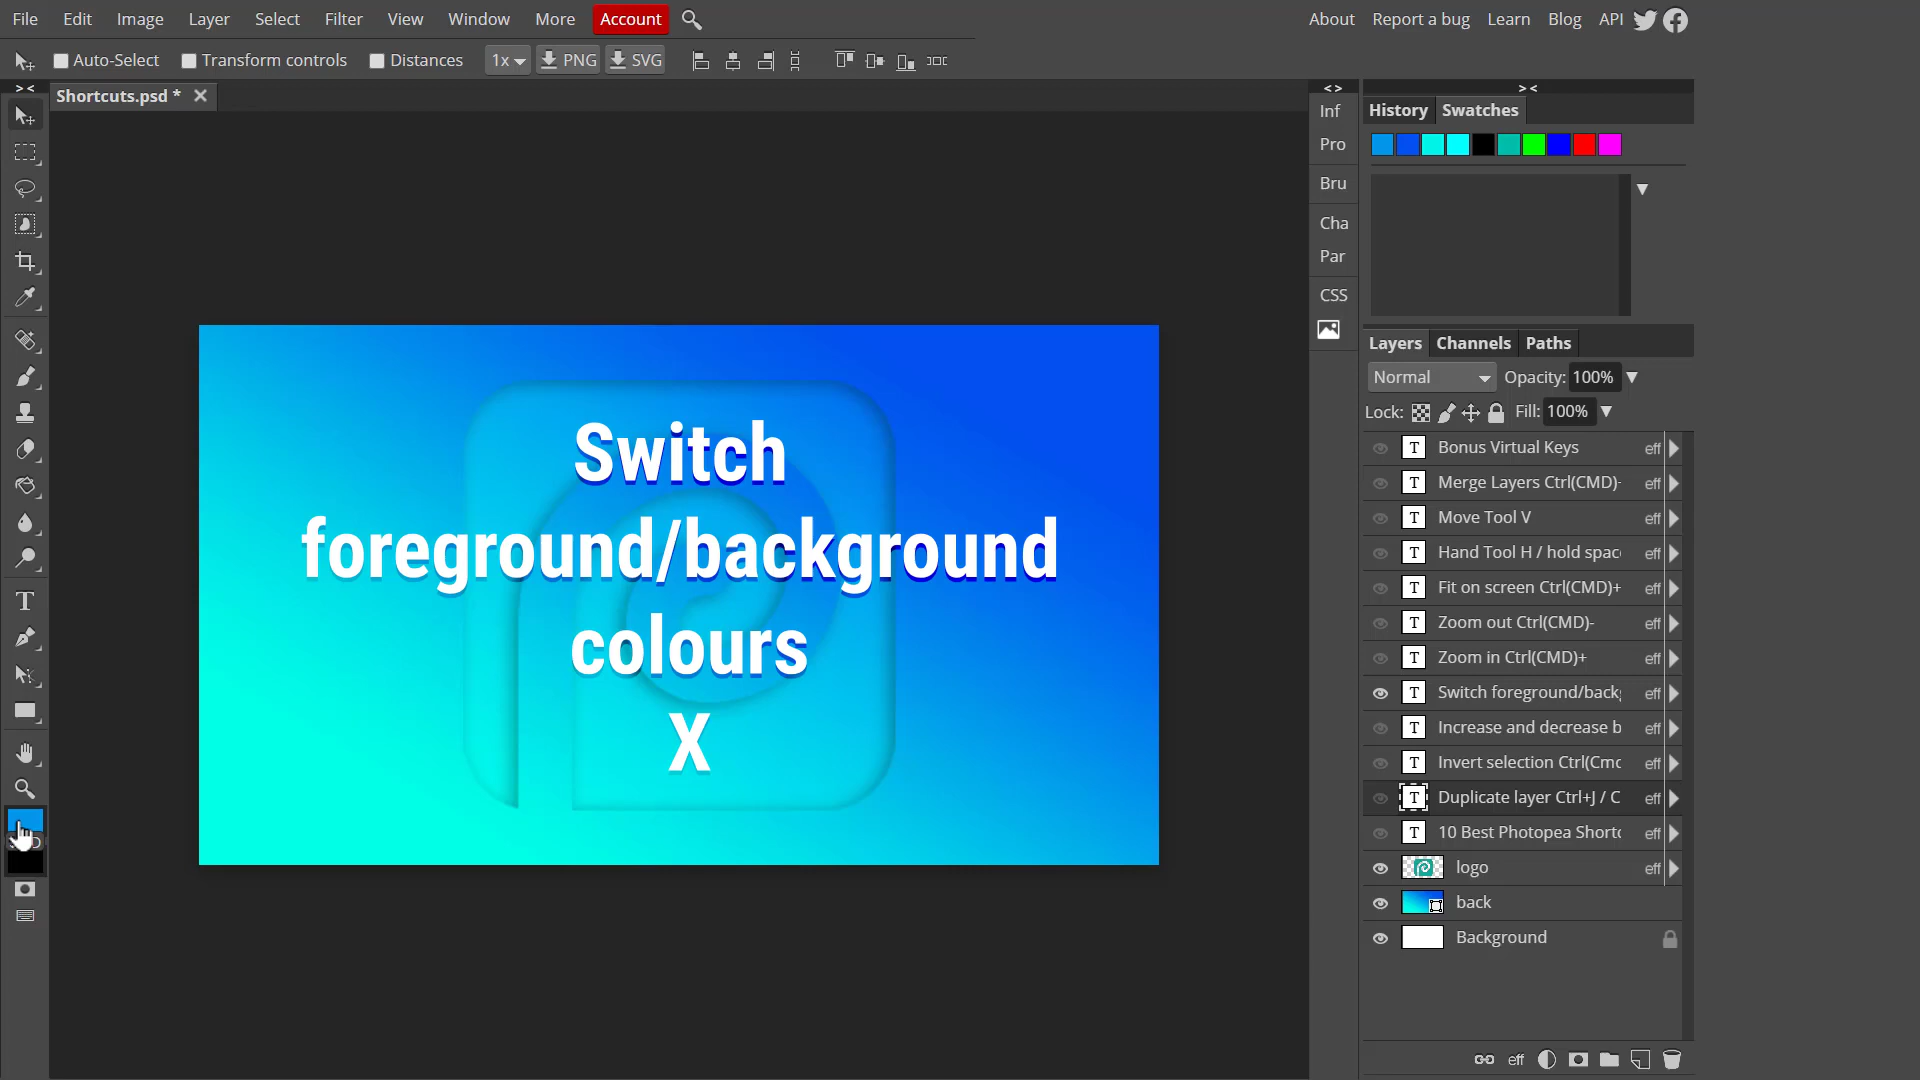 File Edit Image Layer Select Filter View Window More Account About Report a bug Learn Blog API
Auto-Select Transform controls Distances 1x PNG SVG
Shortcuts.psd *
Inf
Pro
Bru
Cha
Par
CSS
History Swatches
Layers Channels Paths
Normal Opacity: 100%
Lock: Fill: 100%
T Bonus Virtual Keys eff
T Merge Layers Ctrl(CMD)- eff
T Move Tool V eff
T Hand Tool H / hold spac eff
T Fit on screen Ctrl(CMD)+ eff
T Zoom out Ctrl(CMD)- eff
T Zoom in Ctrl(CMD)+ eff
T Switch foreground/back eff
T Increase and decrease b eff
T Invert selection Ctrl(Cmd eff
T Duplicate layer Ctrl+J / C eff
T 10 Best Photopea Shortc eff
logo eff
back
Background
eff
Switch
foreground/background
colours
X
T
D